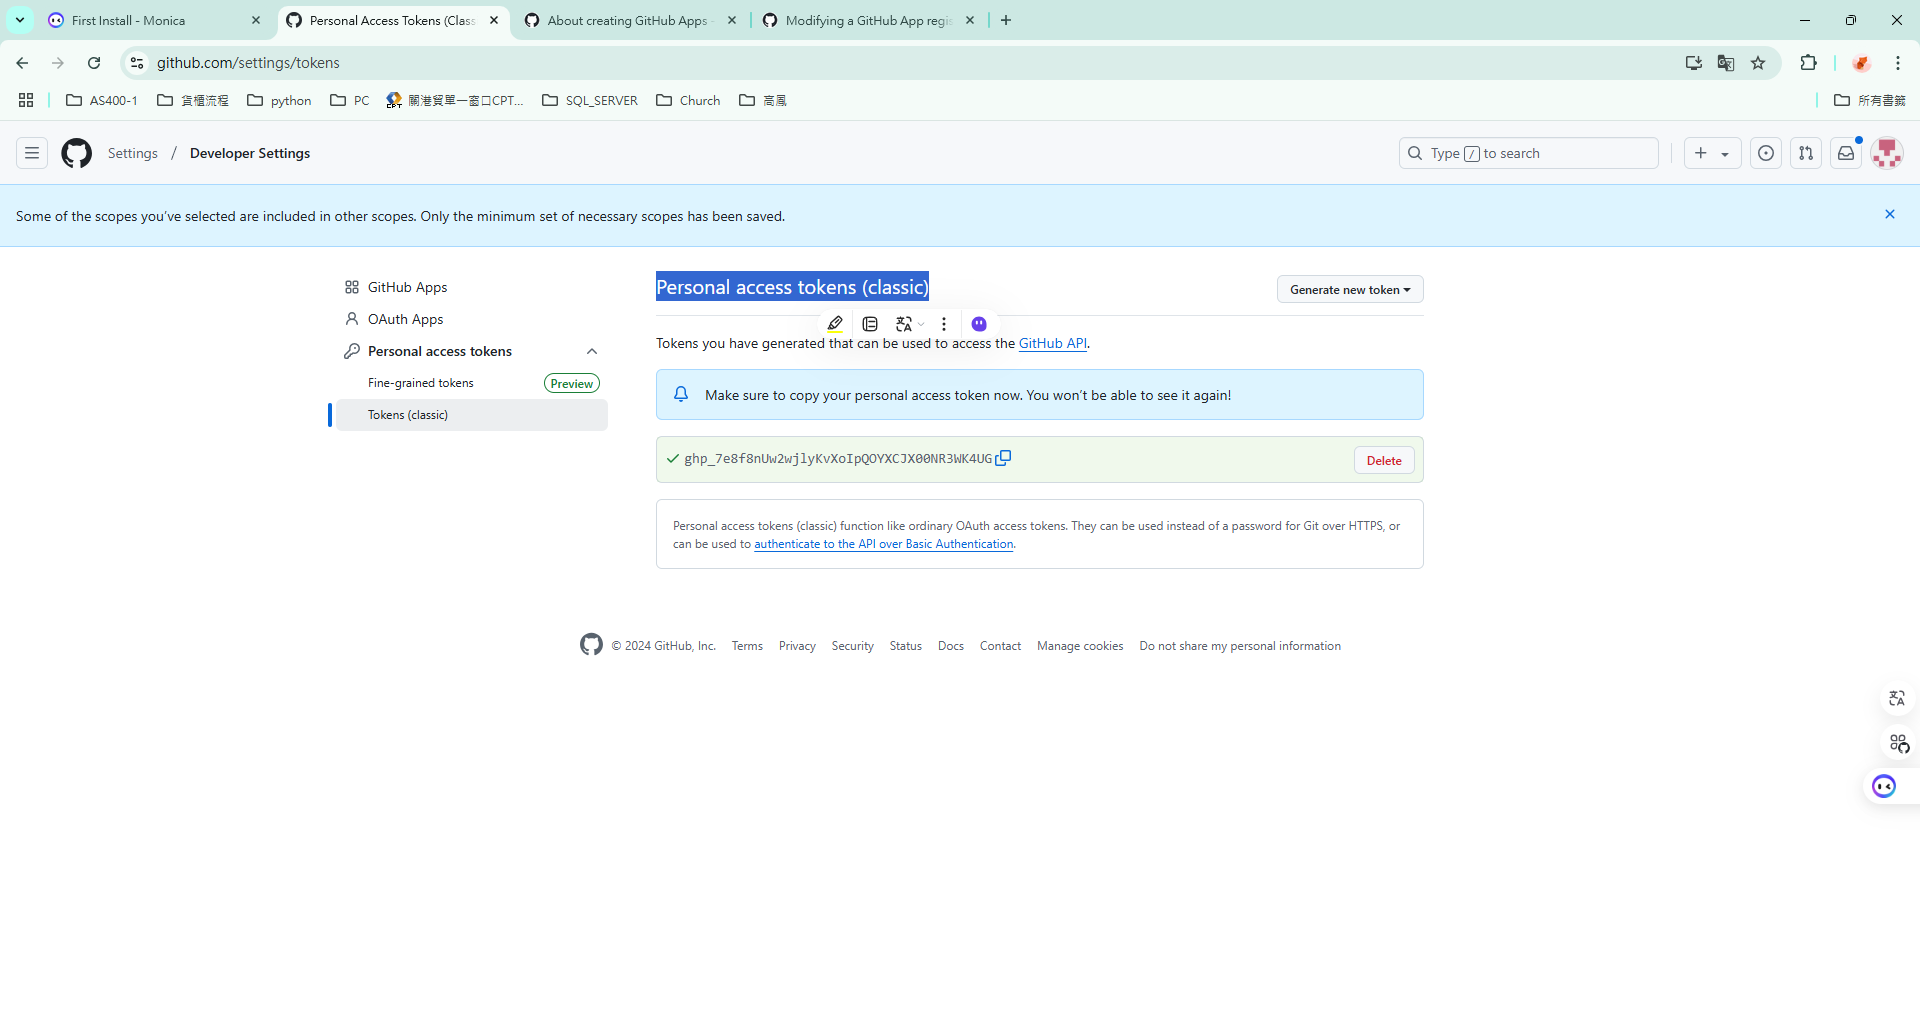 First Install - Monica
Personal Access Tokens (Class
About creating GitHub Apps -
Modifying a GitHub App regis
github.com/settings/tokens
AS400-1
貨櫃流程
python
PC
關港貿單一窗口CPT...
SQL_SERVER
Church
高鳳
所有書籤
Settings / Developer Settings
Type / to search
Some of the scopes you've selected are included in other scopes. Only the minimum set of necessary scopes has been saved.
GitHub Apps
OAuth Apps
Personal access tokens
Fine-grained tokens
Preview
Tokens (classic)
Personal access tokens (classic)
Generate new token
Tokens you have generated that can be used to access the GitHub API.
Make sure to copy your personal access token now. You won't be able to see it again!
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
Delete
Personal access tokens (classic) function like ordinary OAuth access tokens. They can be used instead of a password for Git over HTTPS, or
can be used to authenticate to the API over Basic Authentication.
© 2024 GitHub, Inc.
Terms
Privacy
Security
Status
Docs
Contact
Manage cookies
Do not share my personal information